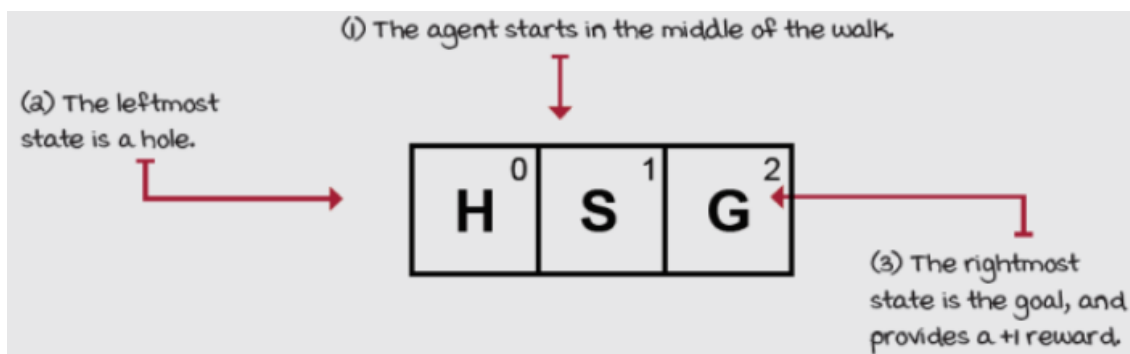 (1) The agent starts in the middle of the walk.
(2) The leftmost
state is a hole.
0 1 2
H S G
(3) The rightmost
state is the goal, and
provides a +1 reward.